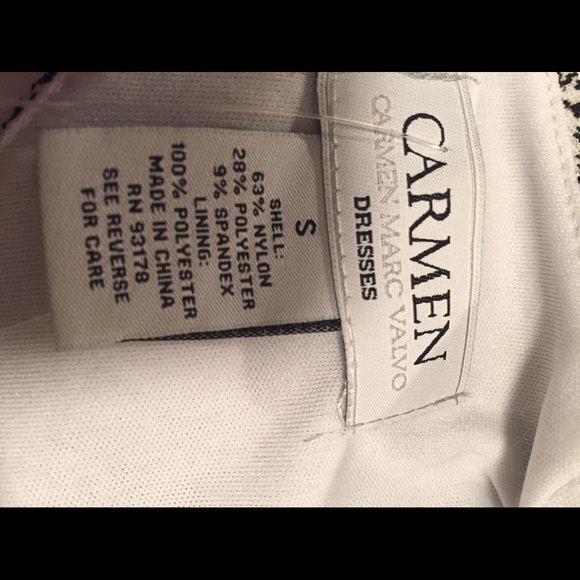 CARMEN
CARMEN MARC VALVO
DRESSES
S
SHELL:
63% NYLON
28% POLYESTER
9% SPANDEX
LINING:
100% POLYESTER
MADE IN CHINA
RN 93178
SEE REVERSE
FOR CARE